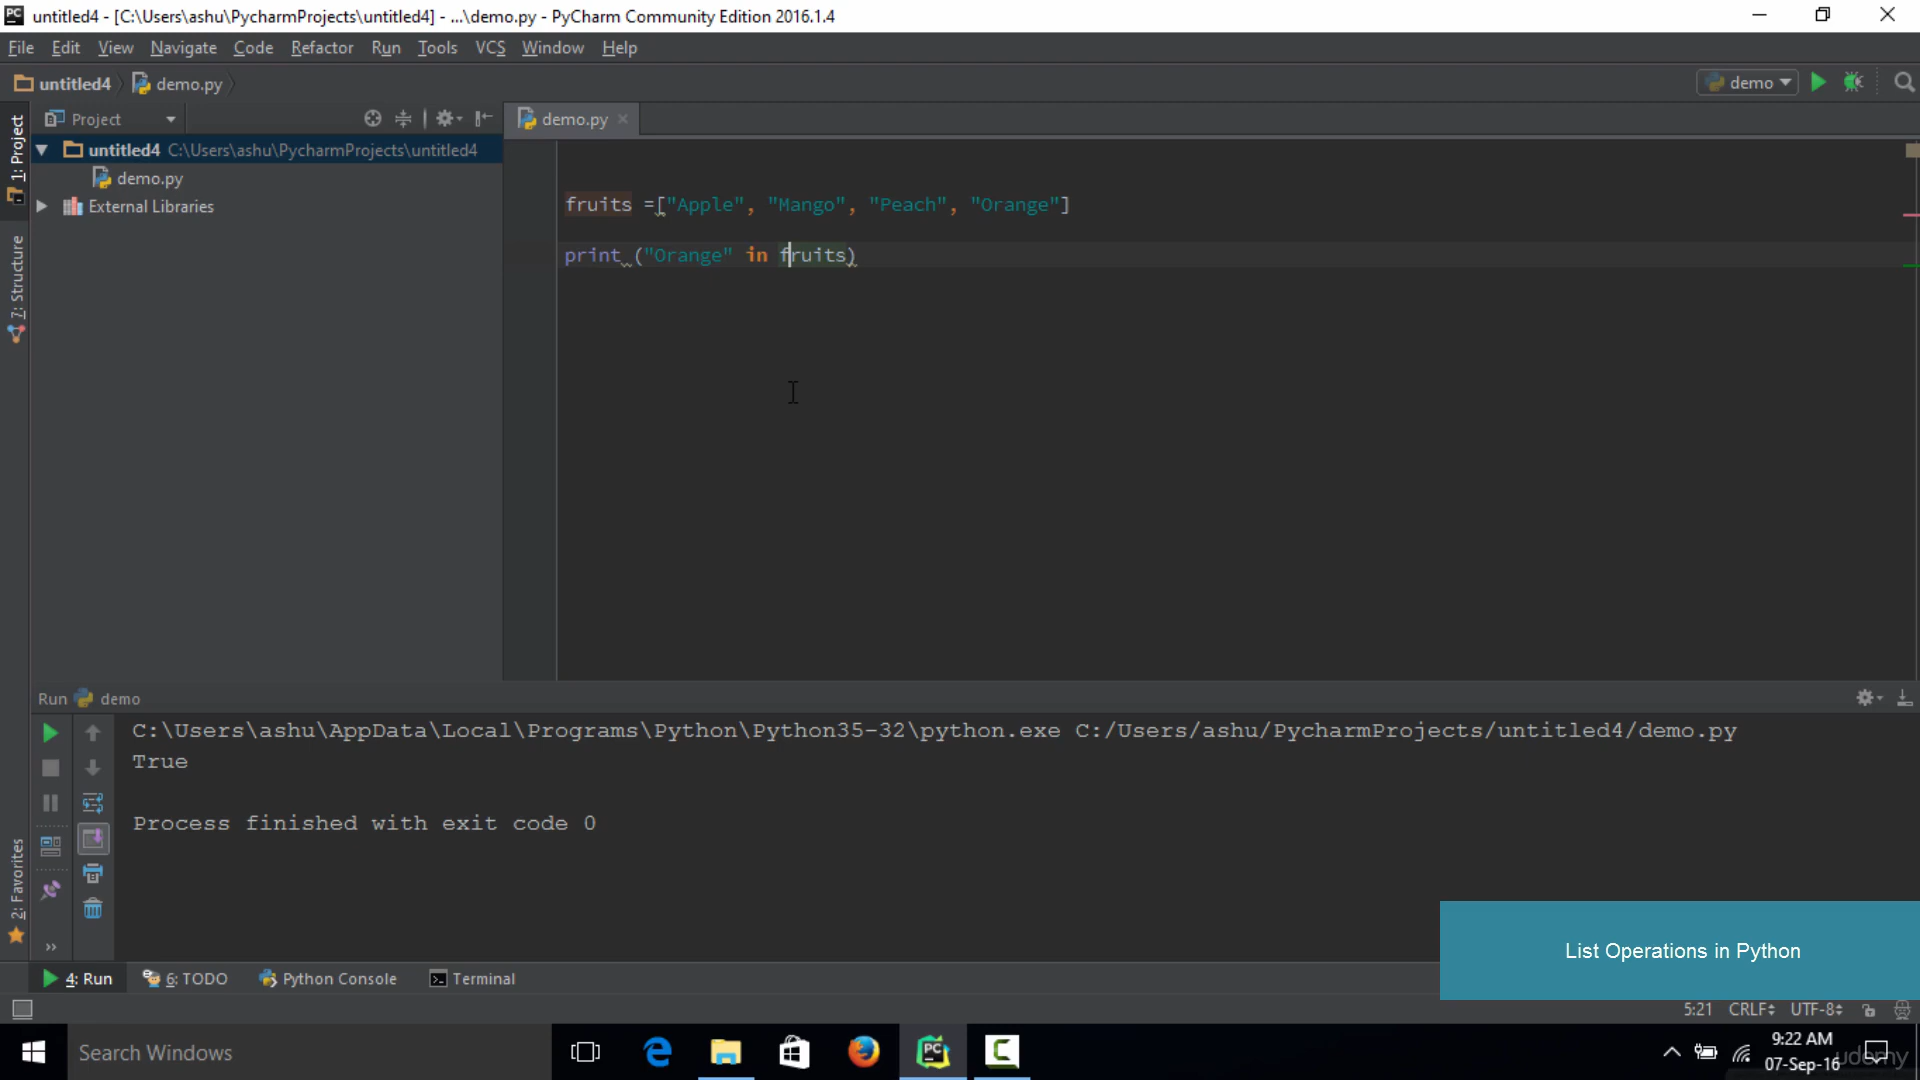 untitled4 - [C:\Users\ashu\PycharmProjects\untitled4] - ...\demo.py - PyCharm Community Edition 2016.1.4
File Edit View Navigate Code Refactor Run Tools VCS Window Help
untitled4 demo.py demo
Project demo.py
1: Project
untitled4 C:\Users\ashu\PycharmProjects\untitled4
demo.py
External Libraries
7: Structure
fruits =["Apple", "Mango", "Peach", "Orange"]
print ("Orange" in fruits)
Run demo
C:\Users\ashu\AppData\Local\Programs\Python\Python35-32\python.exe C:/Users/ashu/PycharmProjects/untitled4/demo.py
True
Process finished with exit code 0
2: Favorites
List Operations in Python
4: Run 6: TODO Python Console Terminal
5:21 CRLF UTF-8
Search Windows
9:22 AM
07-Sep-16
udemy